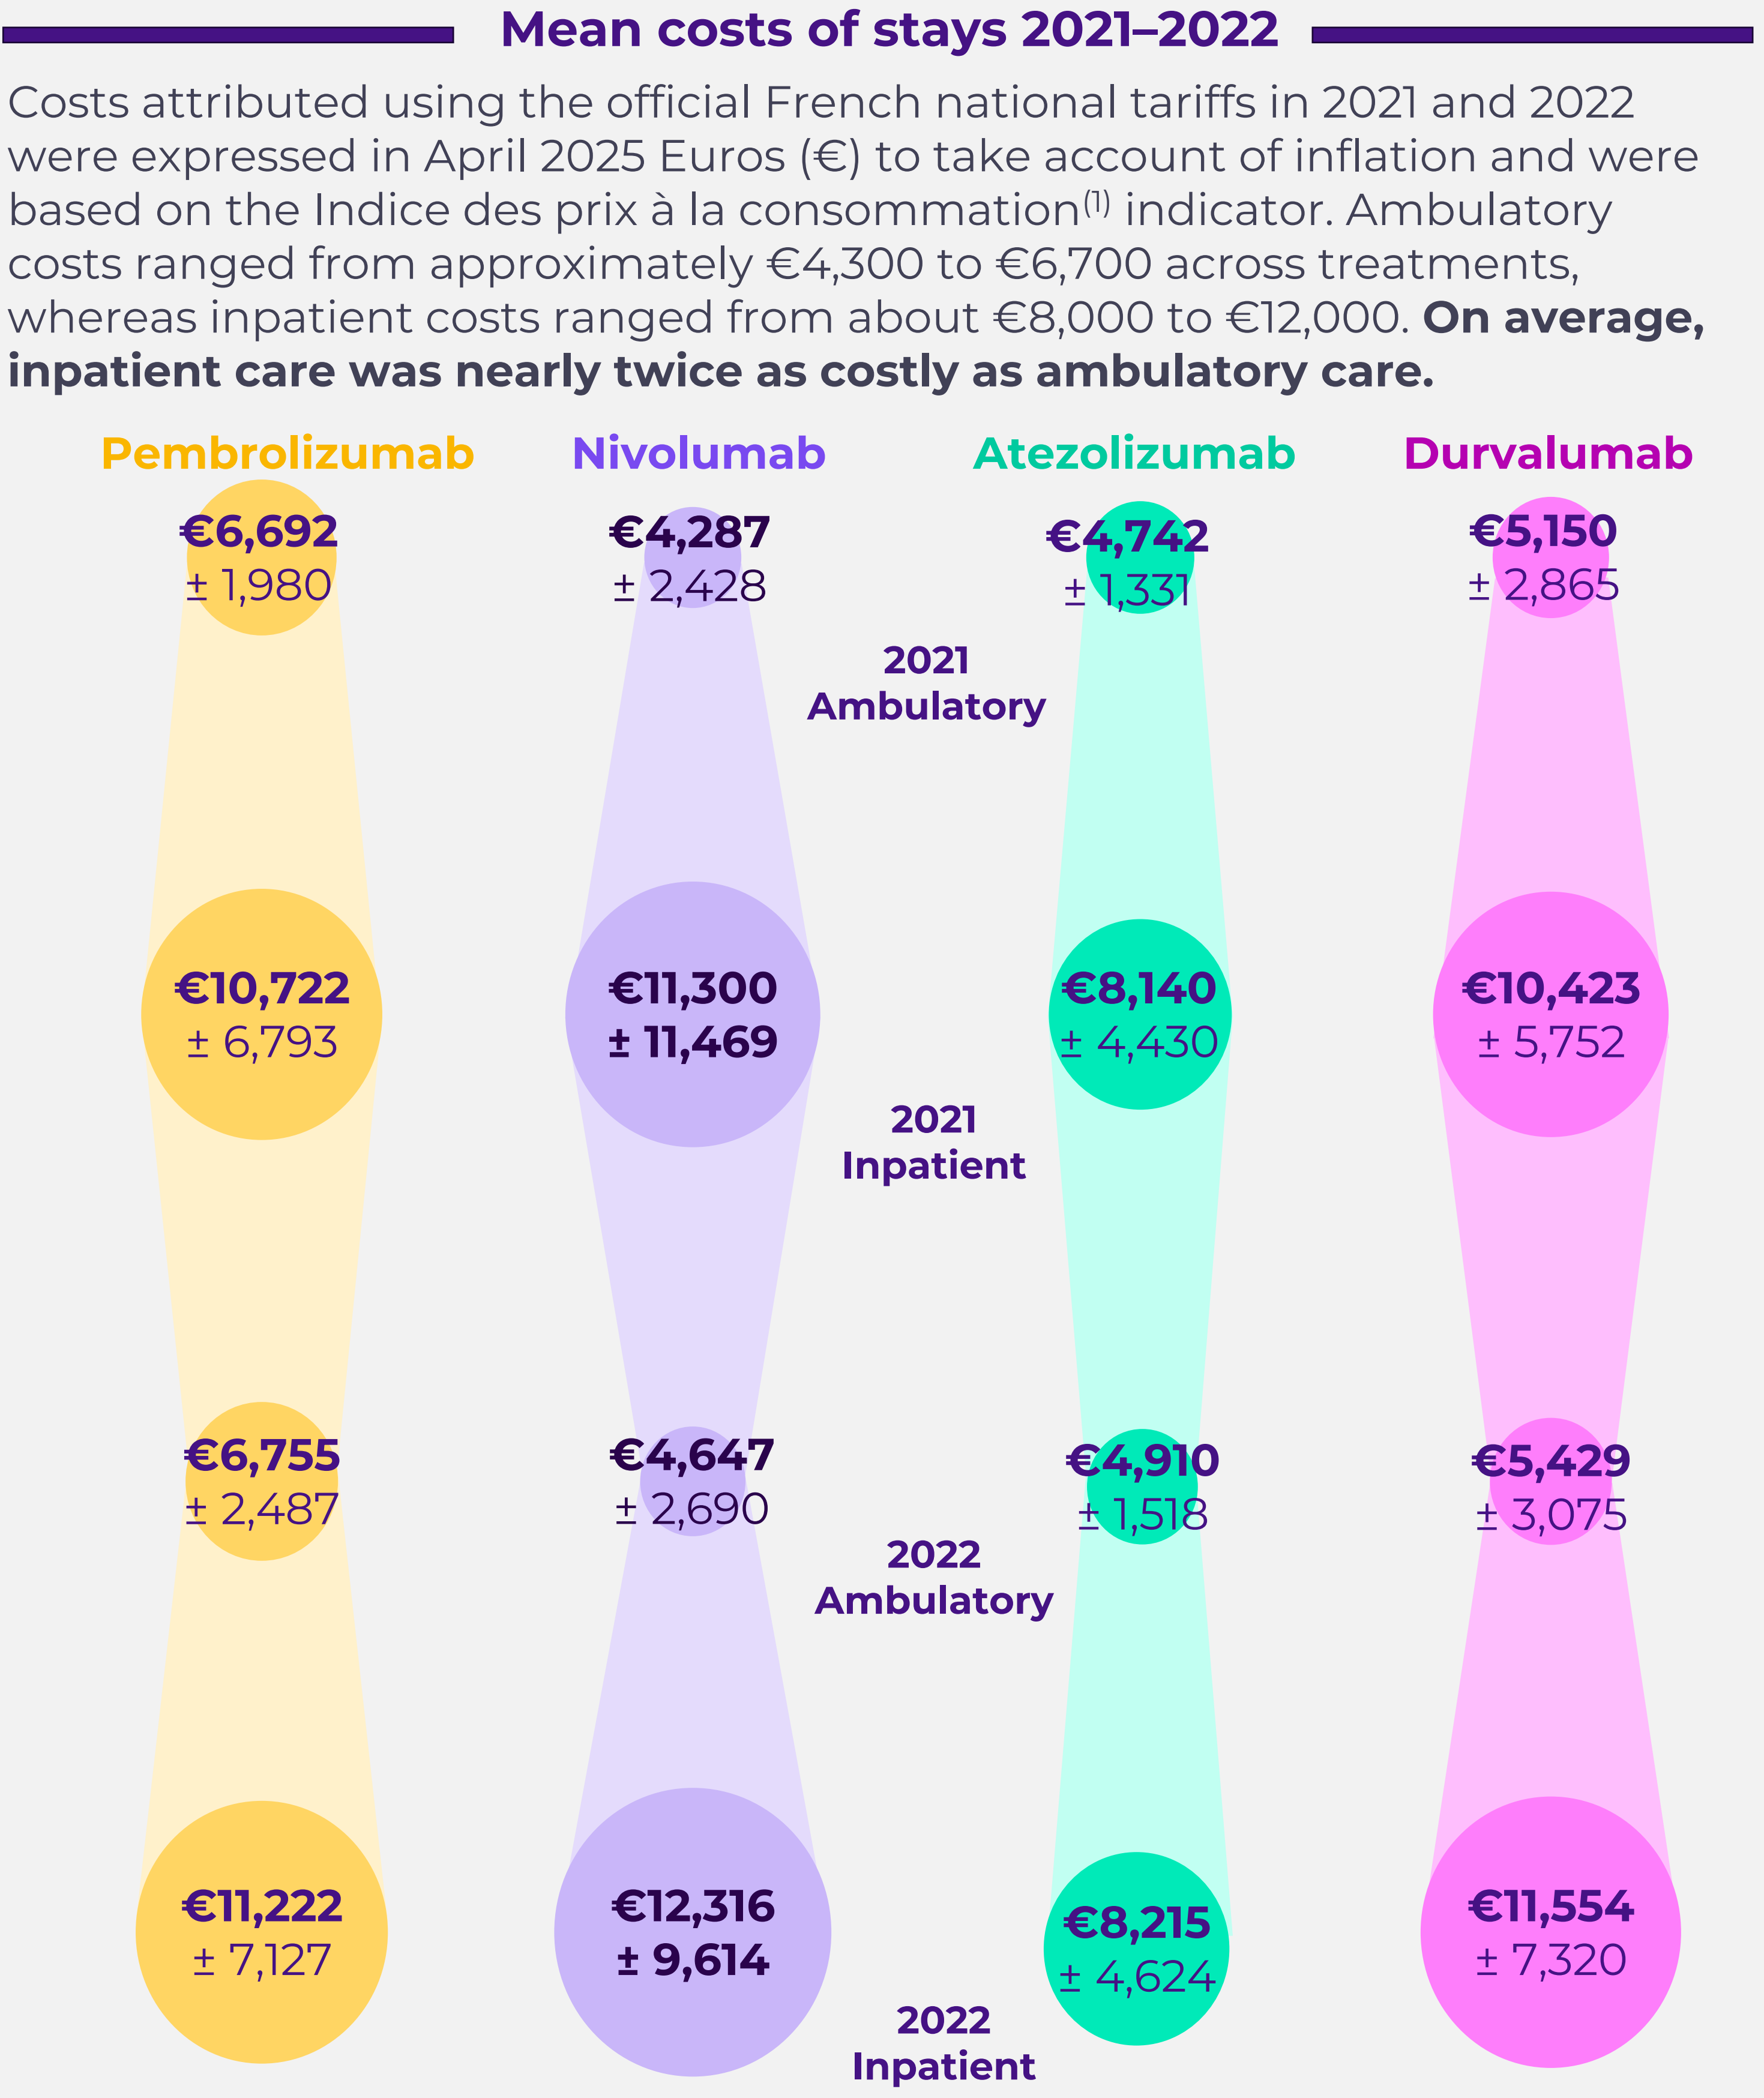 Mean costs of stays 2021–2022
Costs attributed using the official French national tariffs in 2021 and 2022
were expressed in April 2025 Euros (€) to take account of inflation and were
based on the Indice des prix à la consommation(1) indicator. Ambulatory
costs ranged from approximately €4,300 to €6,700 across treatments,
whereas inpatient costs ranged from about €8,000 to €12,000. On average,
inpatient care was nearly twice as costly as ambulatory care.
Pembrolizumab Nivolumab Atezolizumab Durvalumab
€6,692 €4,287 €4,742 €5,150
± 1,980 ± 2,428 ± 1,331 ± 2,865
2021
Ambulatory
€10,722 €11,300 €8,140 €10,423
± 6,793 ± 11,469 ± 4,430 ± 5,752
2021
Inpatient
€6,755 €4,647 €4,910 €5,429
± 2,487 ± 2,690 ± 1,518 ± 3,075
2022
Ambulatory
€11,222 €12,316 €8,215 €11,554
± 7,127 ± 9,614 ± 4,624 ± 7,320
2022
Inpatient